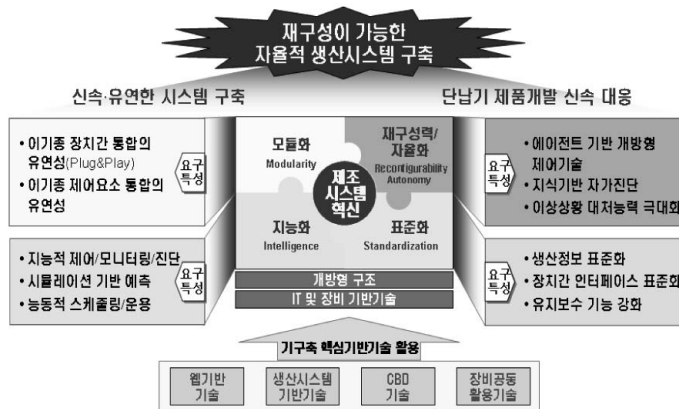 재구성이 가능한
자율적 생산시스템 구축
신속·유연한 시스템 구축
단납기 제품개발 신속 대응
• 이기종 장치간 통합의
유연성(Plug&Play)
• 이기종 제어요소 통합의
유연성
요구
특성
모듈화
Modularity
재구성력/
자율화
Reconfigurability
Autonomy
제조
시스템
혁신
지능화
Intelligence
표준화
Standardization
요구
특성
• 에이전트 기반 개방형
제어기술
• 지식기반 자가진단
• 이상상황 대처능력 극대화
• 지능적 제어/모니터링/진단
• 시뮬레이션 기반 예측
• 능동적 스케줄링/운용
요구
특성
개방형 구조
IT 및 장비 기반기술
요구
특성
• 생산정보 표준화
• 장치간 인터페이스 표준화
• 유지보수 기능 강화
기구축 핵심기반기술 활용
웹기반
기술
생산시스템
기반기술
CBD
기술
장비공동
활용기술